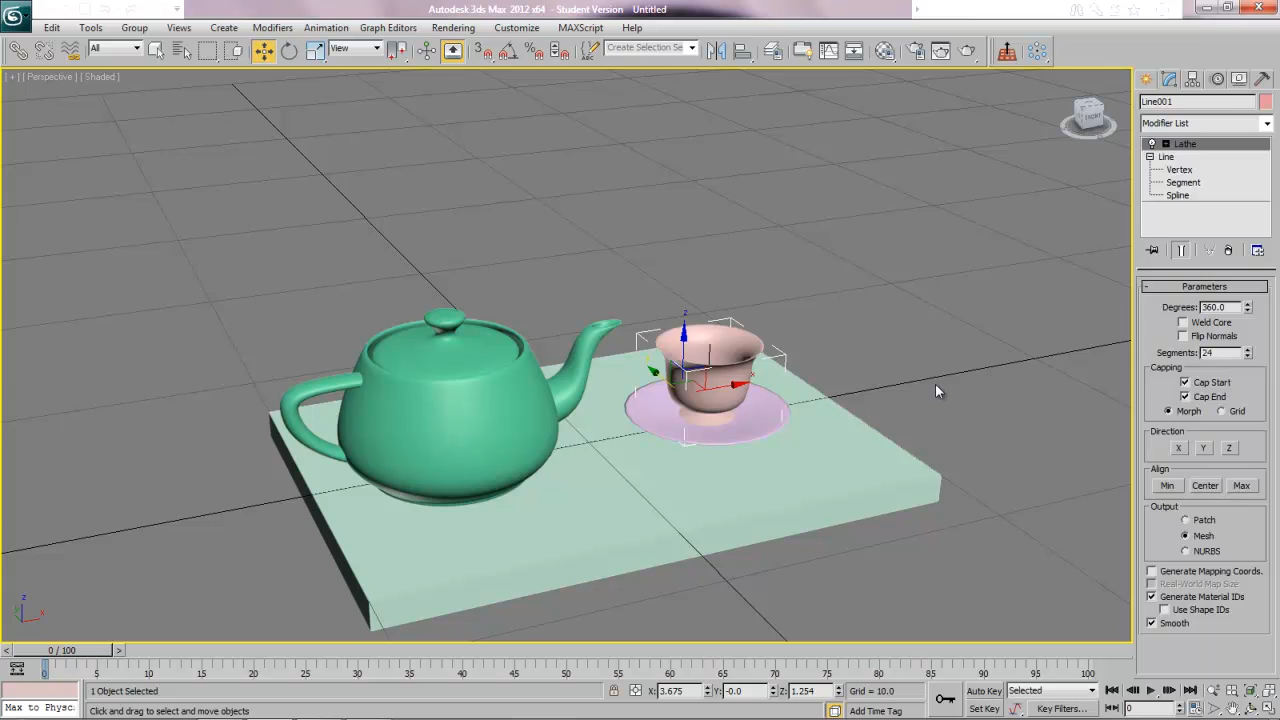 Autodesk 3ds Max 2012 x64 - Student Version Untitled
Edit Tools Group Views Create Modifiers Animation Graph Editors Rendering Customize MAXScript Help
All View 3 Create Selection Se
[ + ] [ Perspective ] [ Shaded ]
FRONT
Line001
Modifier List
Lathe
Line
Vertex
Segment
Spline
- Parameters
Degrees: 360.0
Weld Core
Flip Normals
Segments: 24
Capping
Cap Start
Cap End
Morph Grid
Direction
X Y Z
Align
Min Center Max
Output
Patch
Mesh
NURBS
Generate Mapping Coords.
Real-World Map Size
Generate Material IDs
Use Shape IDs
Smooth
z
x
z
x
< 0 / 100 >
0 5 10 15 20 25 30 35 40 45 50 55 60 65 70 75 80 85 90 95 100
1 Object Selected X: 3.675 Y: -0.0 Z: 1.254 Grid = 10.0 Auto Key Selected
Max to Physc Click and drag to select and move objects Add Time Tag Set Key Key Filters... 0